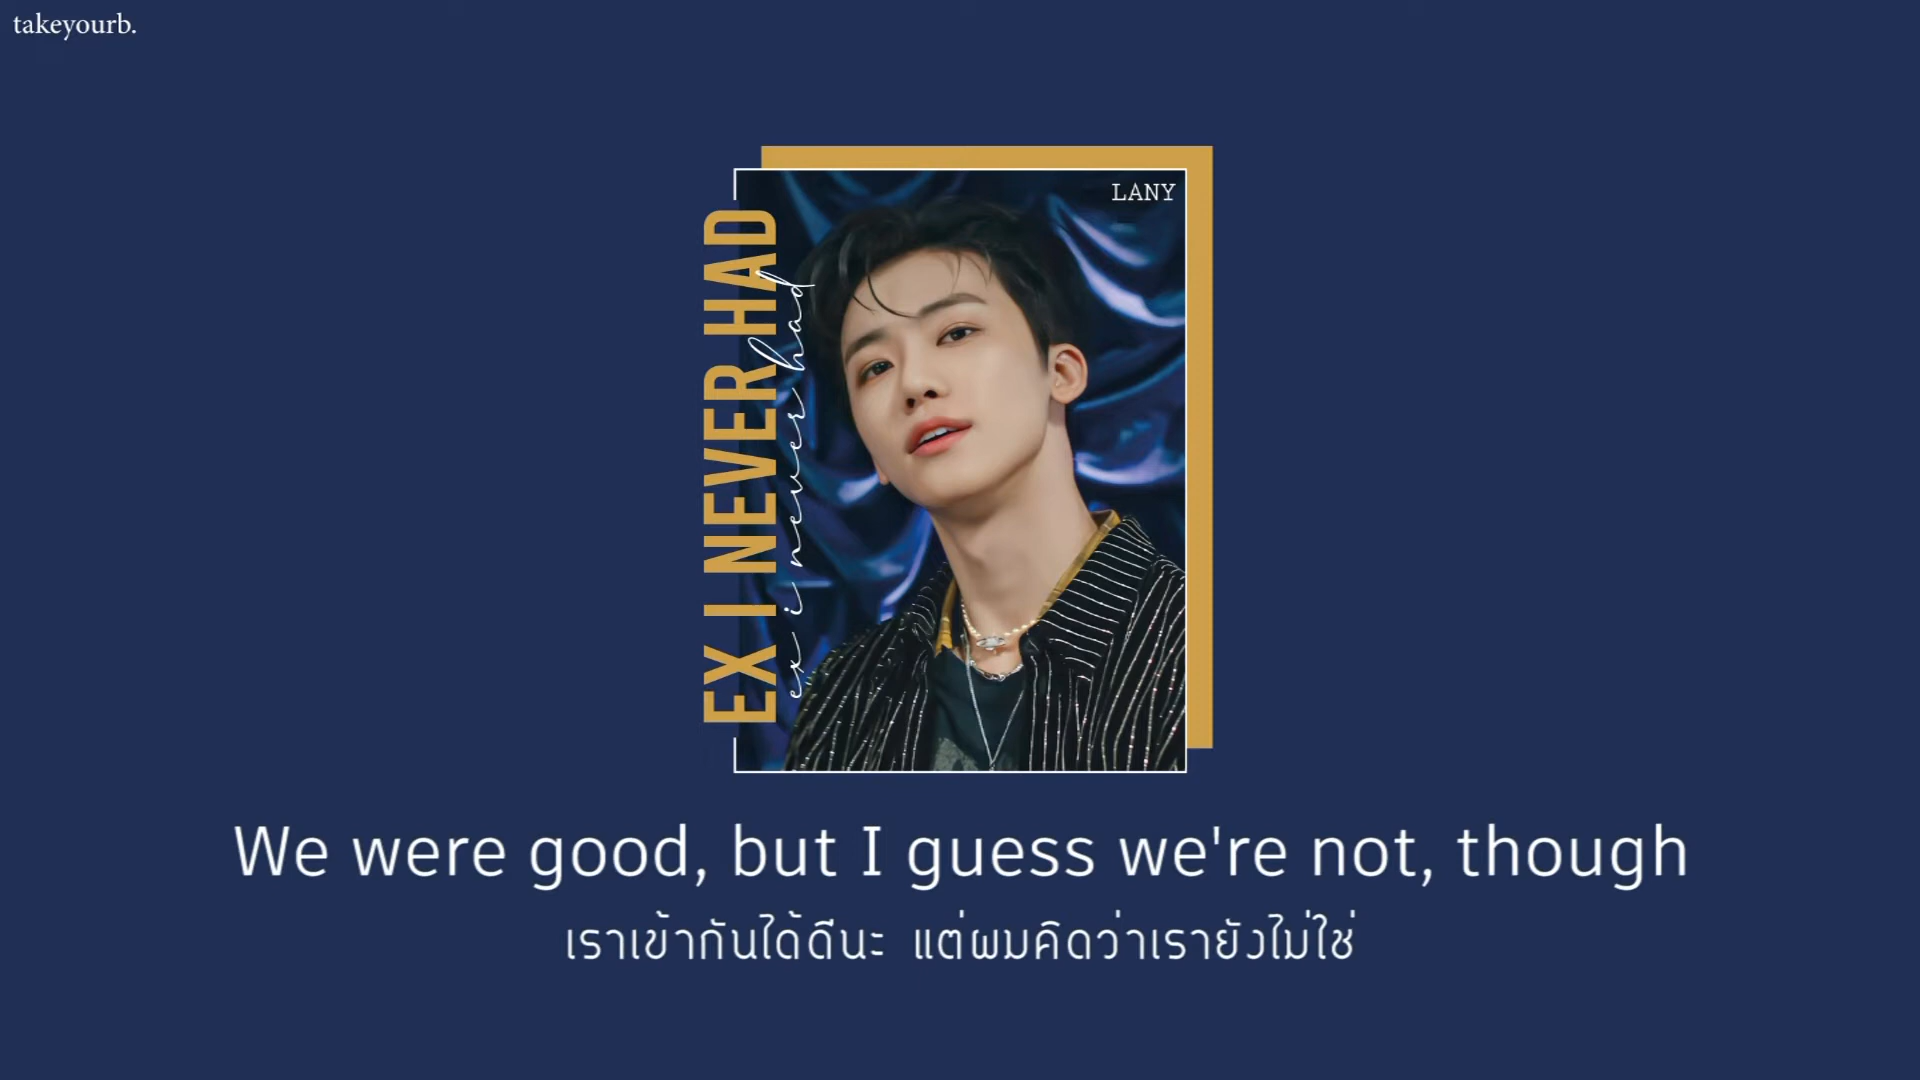 takeyourb.
LANY
EX I NEVER HAD
ex i never had
We were good, but I guess we're not, though
เราเข้ากันได้ดีนะ แต่ผมคิดว่าเรายังไม่ใช่